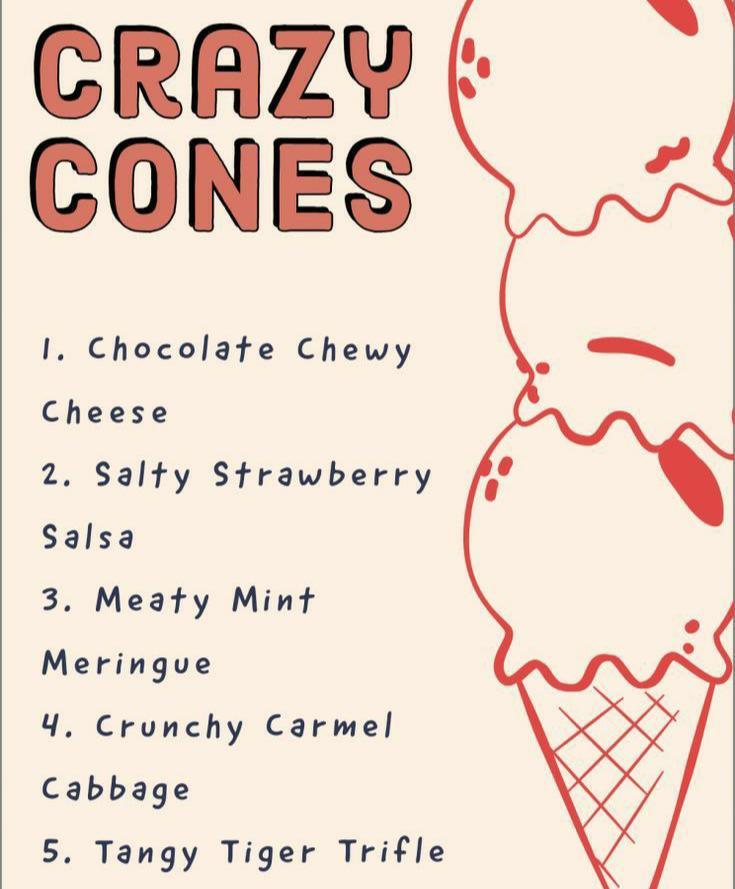 CRAZY
CONES
1. Chocolate Chewy
Cheese
2. Salty Strawberry
Salsa
3. Meaty Mint
Meringue
4. Crunchy Carmel
Cabbage
5. Tangy Tiger Trifle